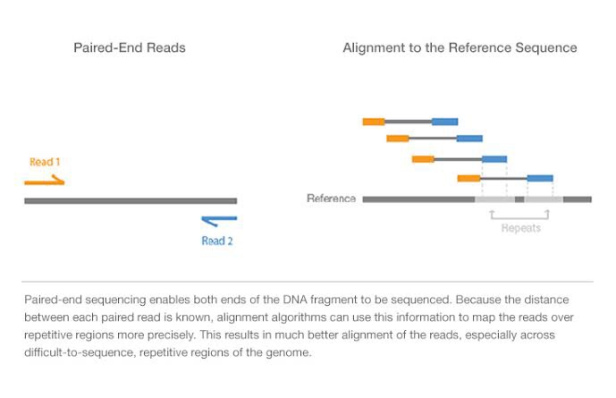 Paired-End Reads
Alignment to the Reference Sequence
Read 1
Read 2
Reference
Repeats
Paired-end sequencing enables both ends of the DNA fragment to be sequenced. Because the distance
between each paired read is known, alignment algorithms can use this information to map the reads over
repetitive regions more precisely. This results in much better alignment of the reads, especially across
difficult-to-sequence, repetitive regions of the genome.